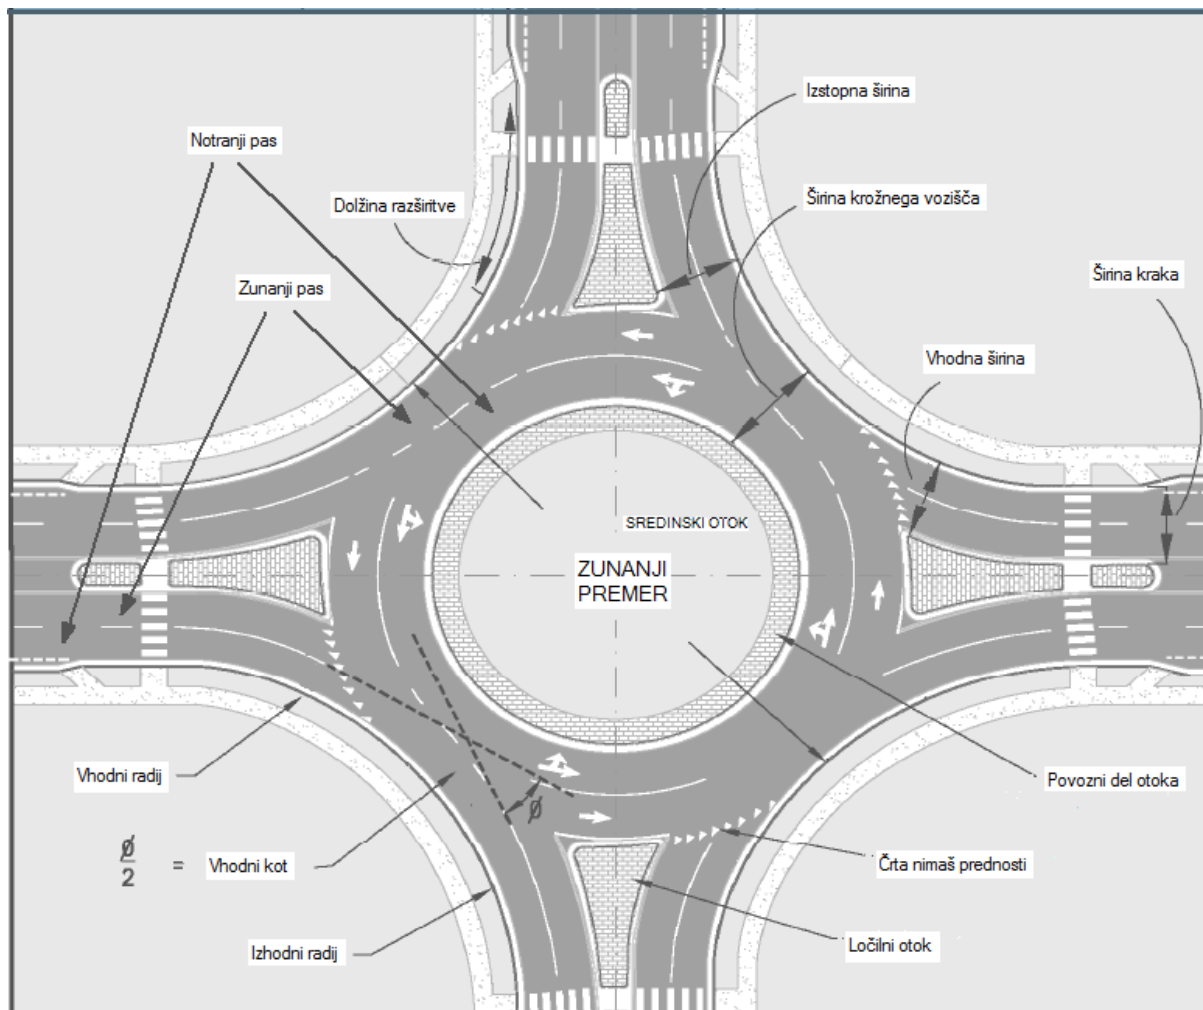 Izstopna širina
Notranji pas
Širina krožnega vozišča
Dolžina razširitve
Širina kraka
Zunanji pas
Vhodna širina
SREDINSKI OTOK
ZUNANJI
PREMER
Vhodni radij
Povozni del otoka
Ø
Ø
2
= Vhodni kot
Črta nimaš prednosti
Izhodni radij
Ločilni otok